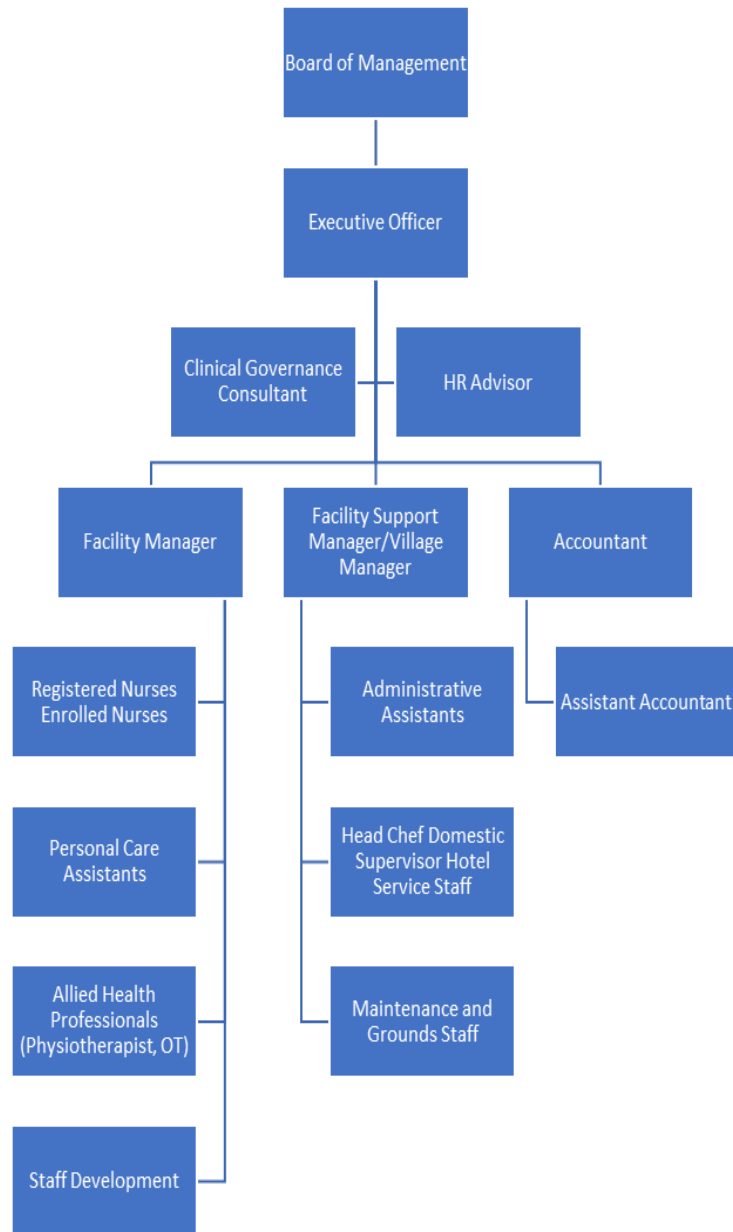 Board of Management
Executive Officer
Clinical Governance
Consultant
HR Advisor
Facility Manager
Facility Support
Manager/Village
Manager
Accountant
Registered Nurses
Enrolled Nurses
Administrative
Assistants
Assistant Accountant
Personal Care
Assistants
Head Chef Domestic
Supervisor Hotel
Service Staff
Allied Health
Professionals
(Physiotherapist, OT)
Maintenance and
Grounds Staff
Staff Development